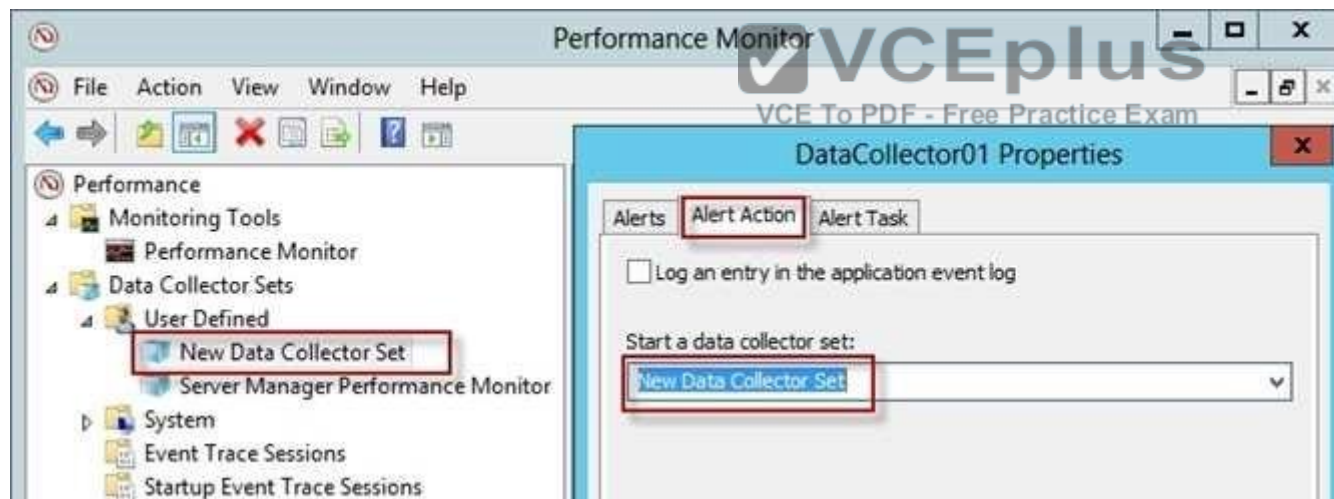 Performance Monitor
VCEplus
VCE To PDF - Free Practice Exam
File Action View Window Help
Performance
Monitoring Tools
Performance Monitor
Data Collector Sets
User Defined
New Data Collector Set
Server Manager Performance Monitor
System
Event Trace Sessions
Startup Event Trace Sessions
DataCollector01 Properties
Alerts Alert Action Alert Task
Log an entry in the application event log
Start a data collector set:
New Data Collector Set